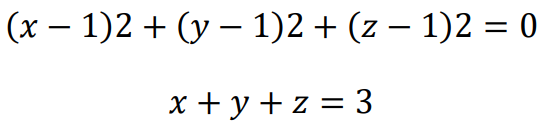 (x − 1)2 + (y − 1)2 + (z − 1)2 = 0
x + y + z = 3